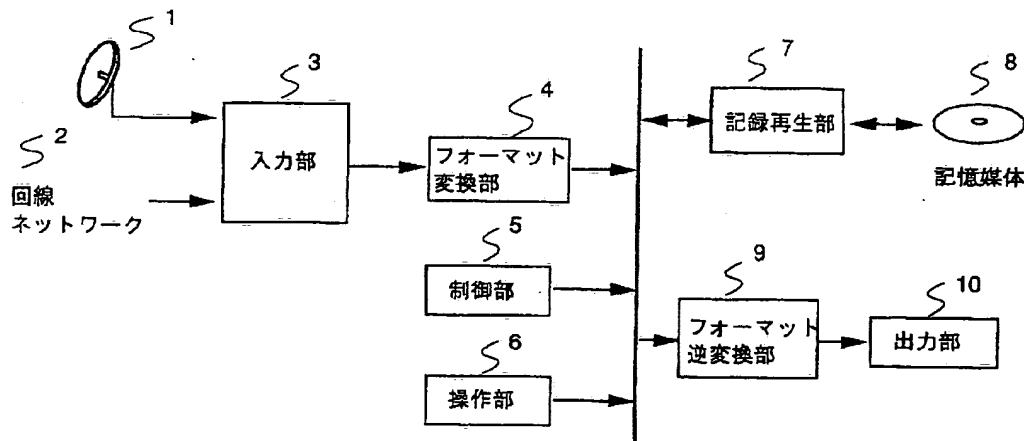 1
2
回線
ネットワーク
3
入力部
4
フォーマット
変換部
5
制御部
6
操作部
7
記録再生部
8
記憶媒体
9
フォーマット
逆変換部
10
出力部